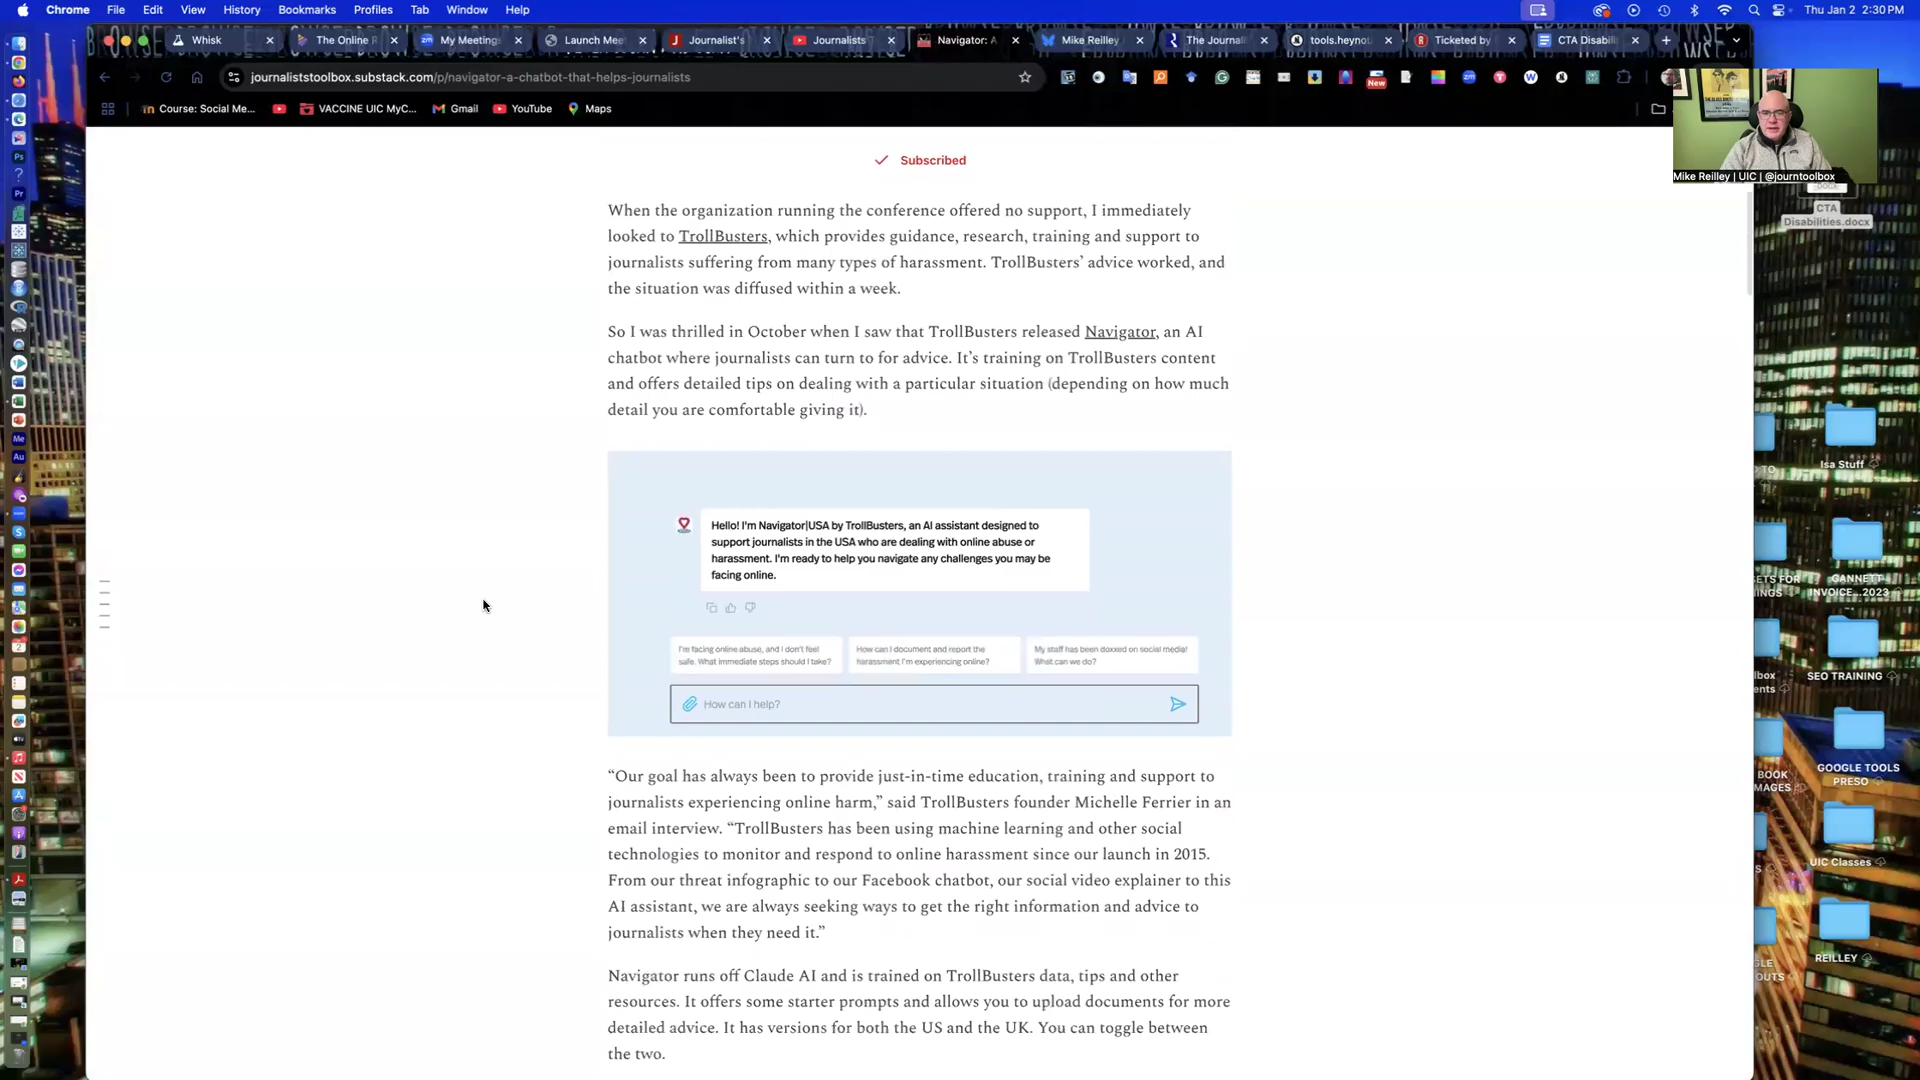 Chrome File Edit View History Bookmarks Profiles Tab Window Help
Thu Jan 2 2:30 PM
Whisk
The Online
My Meeting
Launch Mee
Journalist's
Journalists
Navigator: A
Mike Reilley
The Journal
tools.heyno
Ticketed by
CTA Disabili
journaliststoolbox.substack.com/p/navigator-a-chatbot-that-helps-journalists
New
Course: Social Me...
VACCINE UIC MyC...
Gmail
YouTube
Maps
Mike Reilley | UIC | @journtoolbox
Subscribed
When the organization running the conference offered no support, I immediately
looked to TrollBusters, which provides guidance, research, training and support to
journalists suffering from many types of harassment. TrollBusters’ advice worked, and
the situation was diffused within a week.
So I was thrilled in October when I saw that TrollBusters released Navigator, an AI
chatbot where journalists can turn to for advice. It’s training on TrollBusters content
and offers detailed tips on dealing with a particular situation (depending on how much
detail you are comfortable giving it).
Hello! I'm Navigator|USA by TrollBusters, an AI assistant designed to
support journalists in the USA who are dealing with online abuse or
harassment. I'm ready to help you navigate any challenges you may be
facing online.
I'm facing online abuse, and I don't feel
safe. What immediate steps should I take?
How can I document and report the
harassment I'm experiencing online?
My staff has been doxxed on social media!
What can we do?
How can I help?
“Our goal has always been to provide just-in-time education, training and support to
journalists experiencing online harm,” said TrollBusters founder Michelle Ferrier in an
email interview. “TrollBusters has been using machine learning and other social
technologies to monitor and respond to online harassment since our launch in 2015.
From our threat infographic to our Facebook chatbot, our social video explainer to this
AI assistant, we are always seeking ways to get the right information and advice to
journalists when they need it.”
Navigator runs off Claude AI and is trained on TrollBusters data, tips and other
resources. It offers some starter prompts and allows you to upload documents for more
detailed advice. It has versions for both the US and the UK. You can toggle between
the two.
CTA
Disabilities.docx
Isa Stuff
GANNETT
INVOICE...2023
SEO TRAINING
GOOGLE TOOLS
PRESO
UIC Classes
REILLEY